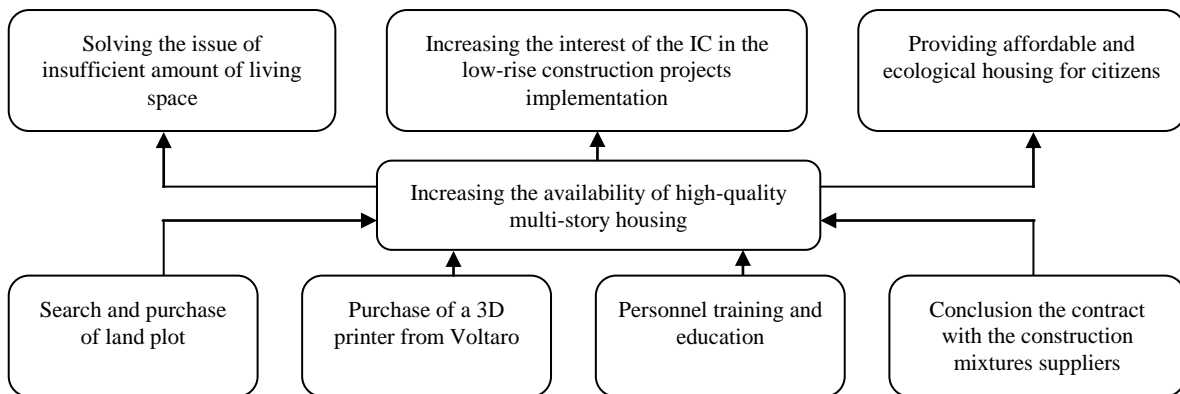 Solving the issue of
insufficient amount of living
space
Increasing the interest of the IC in the
low-rise construction projects
implementation
Providing affordable and
ecological housing for citizens
Increasing the availability of high-quality
multi-story housing
Search and purchase
of land plot
Purchase of a 3D
printer from Voltaro
Personnel training and
education
Conclusion the contract
with the construction
mixtures suppliers